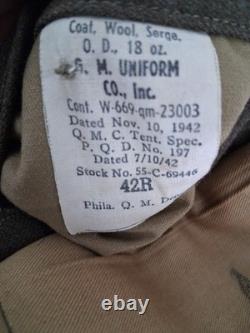 Coat, Wool, Serge,
O. D., 18 oz.
G. M. UNIFORM
CO., Inc.
Cont. W-669-qm-23003
Dated Nov. 10, 1942
Q. M. C. Tent. Spec.
P. Q. D. No. 197
Dated 7/10/42
Stock No. 55-C-69446
42R
Phila. Q. M.
ebay